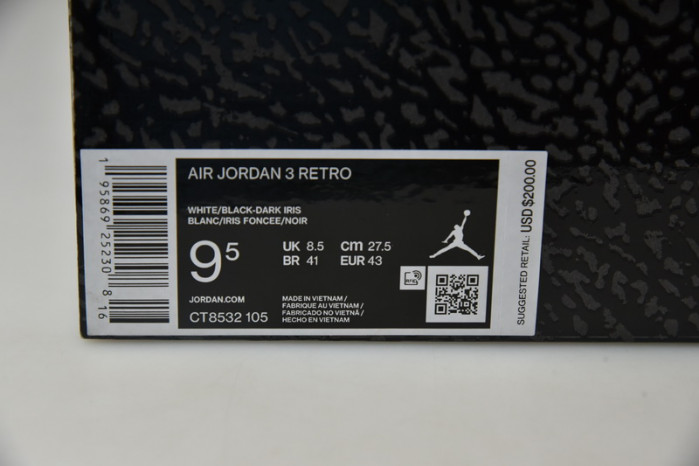 AIR JORDAN 3 RETRO
WHITE/BLACK-DARK IRIS
BLANC/IRIS FONCEE/NOIR
9 5
UK 8.5 cm 27.5
BR 41 EUR 43
JORDAN.COM
CT8532 105
MADE IN VIETNAM /
FABRIQUE AU VIETNAM /
FABRICADO NO VIETNÃ /
HECHO EN VIETNAM
SUGGESTED RETAIL: USD $200.00
1 95869 25230 8 16